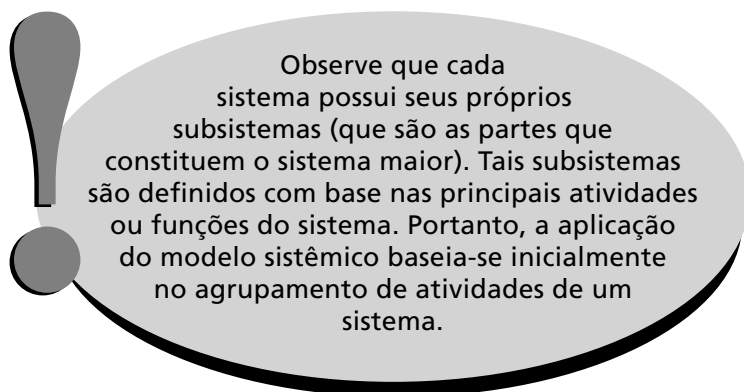 Observe que cada
sistema possui seus próprios
subsistemas (que são as partes que
constituem o sistema maior). Tais subsistemas
são definidos com base nas principais atividades
ou funções do sistema. Portanto, a aplicação
do modelo sistêmico baseia-se inicialmente
no agrupamento de atividades de um
sistema.